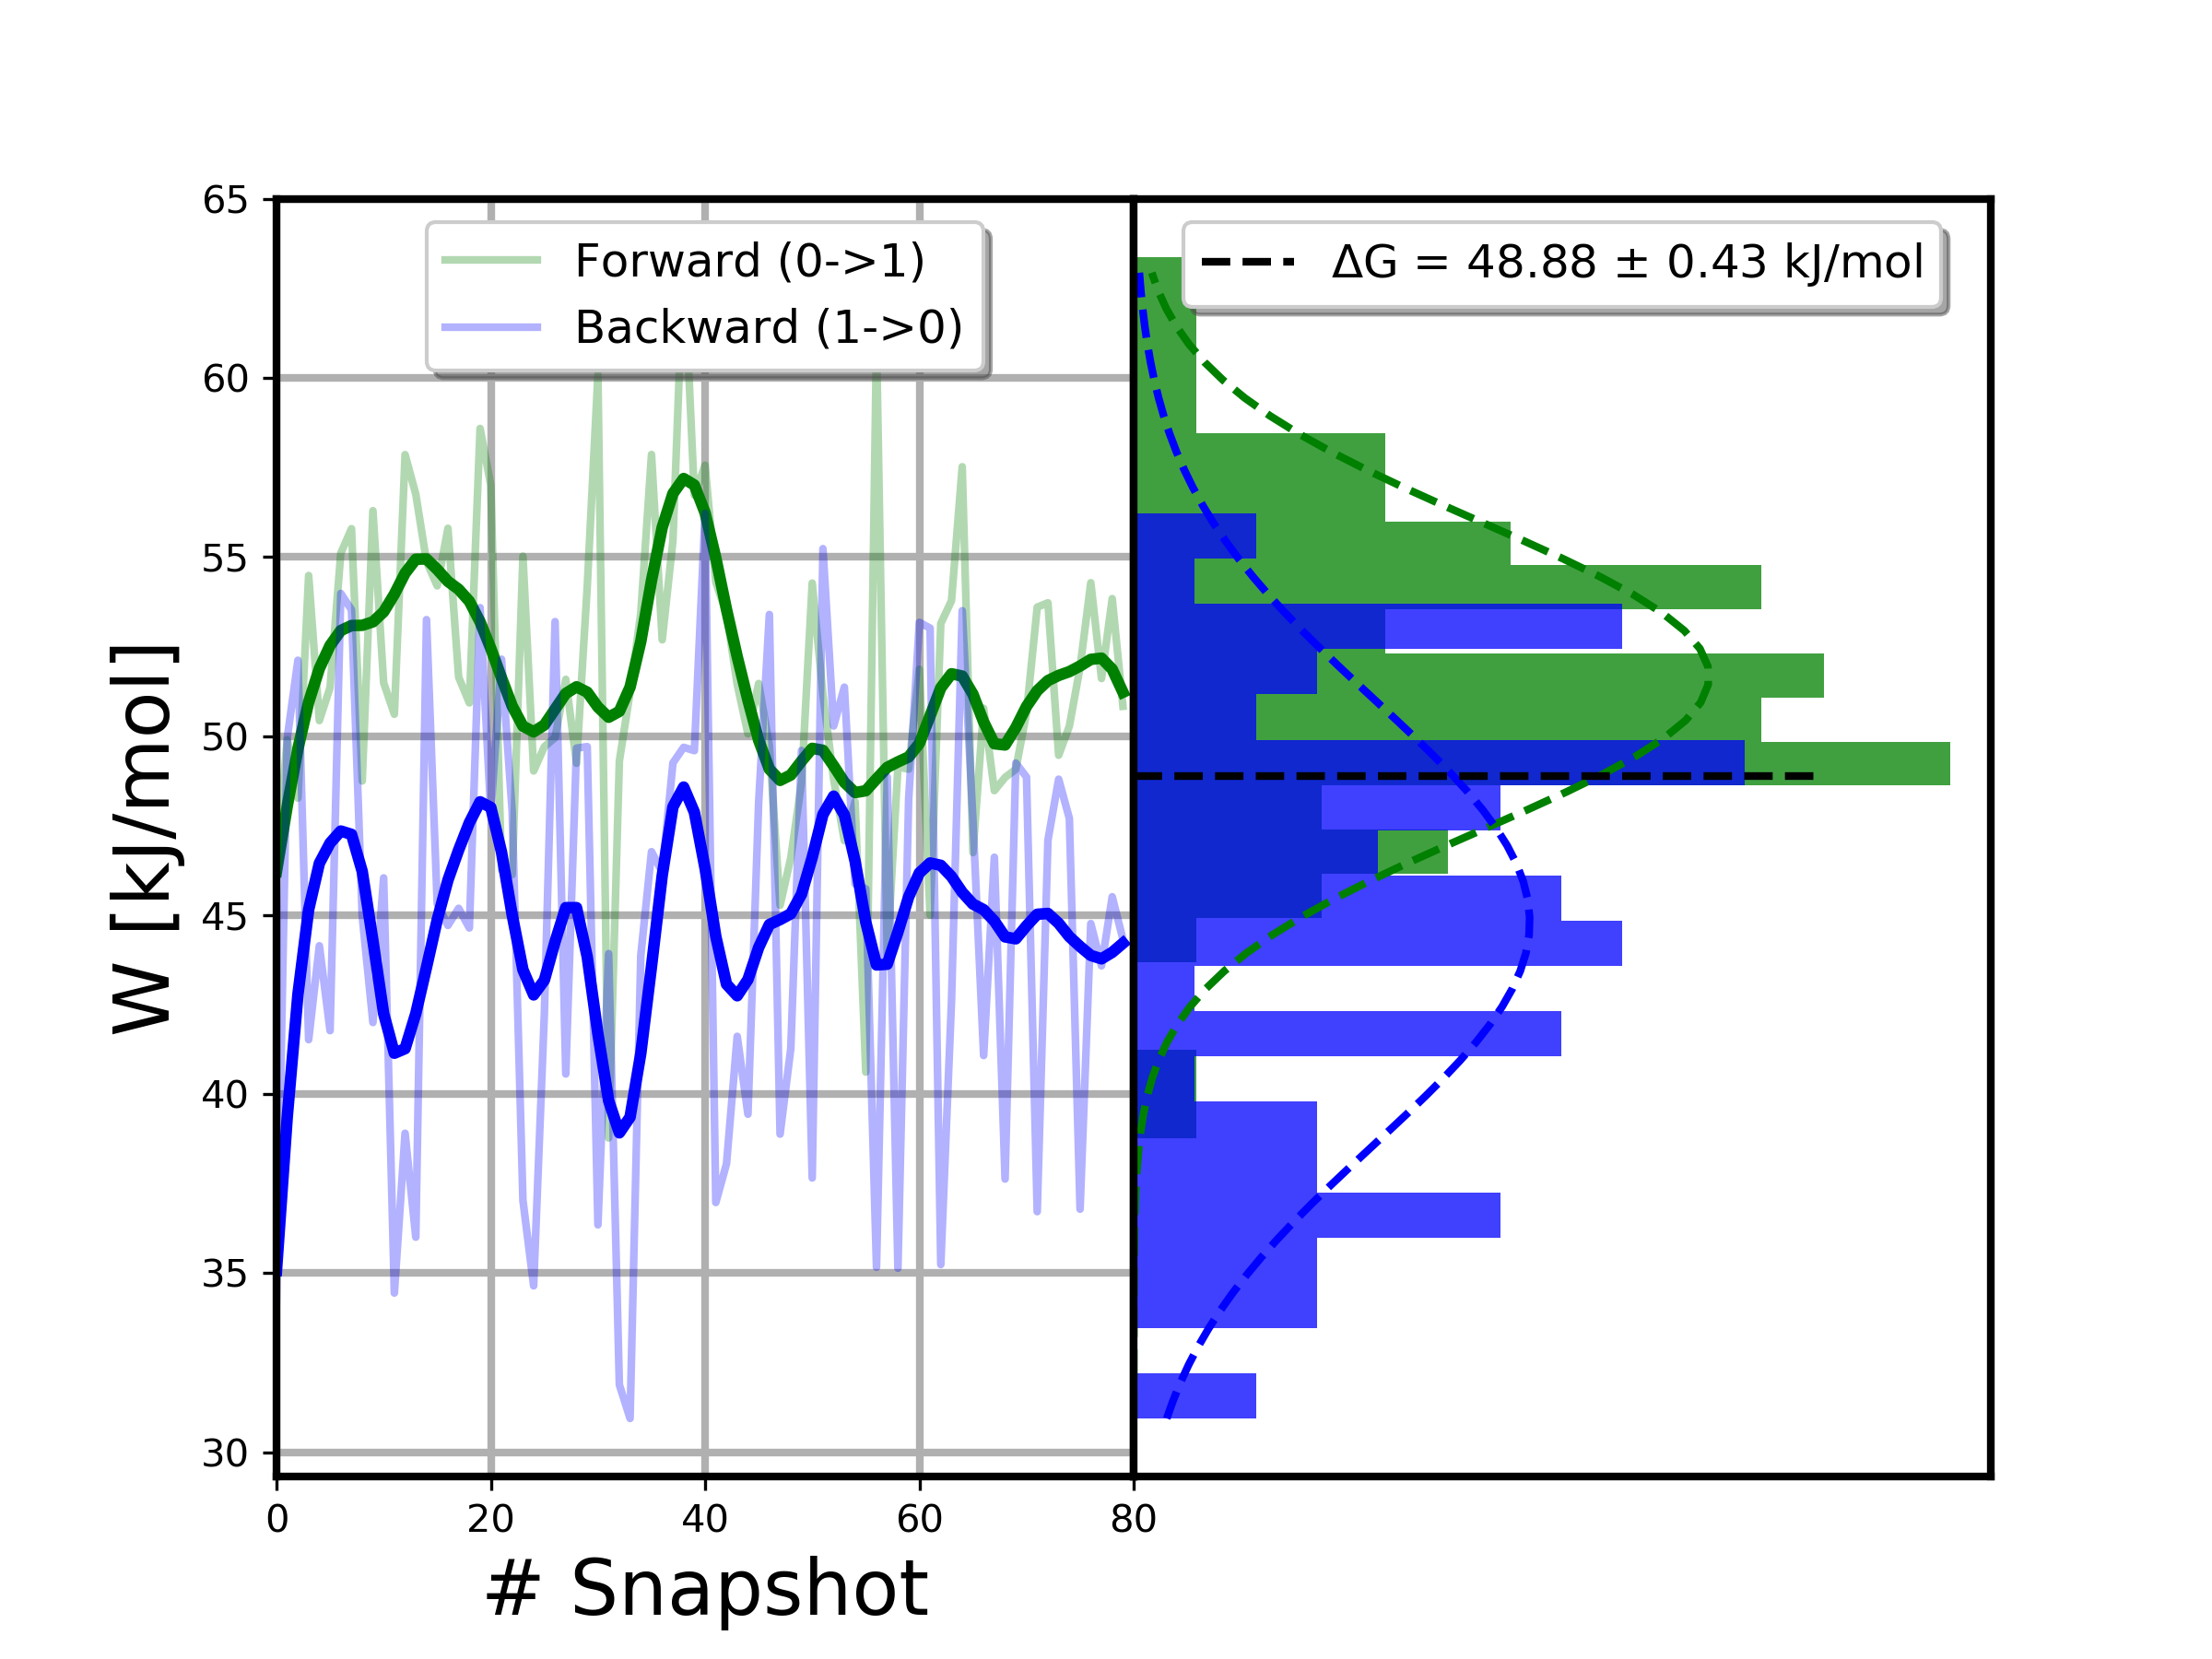 65
60
55
50
45
40
35
30
W [kJ/mol]
Forward (0->1)
Backward (1->0)
ΔG = 48.88 ± 0.43 kJ/mol
0 20 40 60 80
# Snapshot